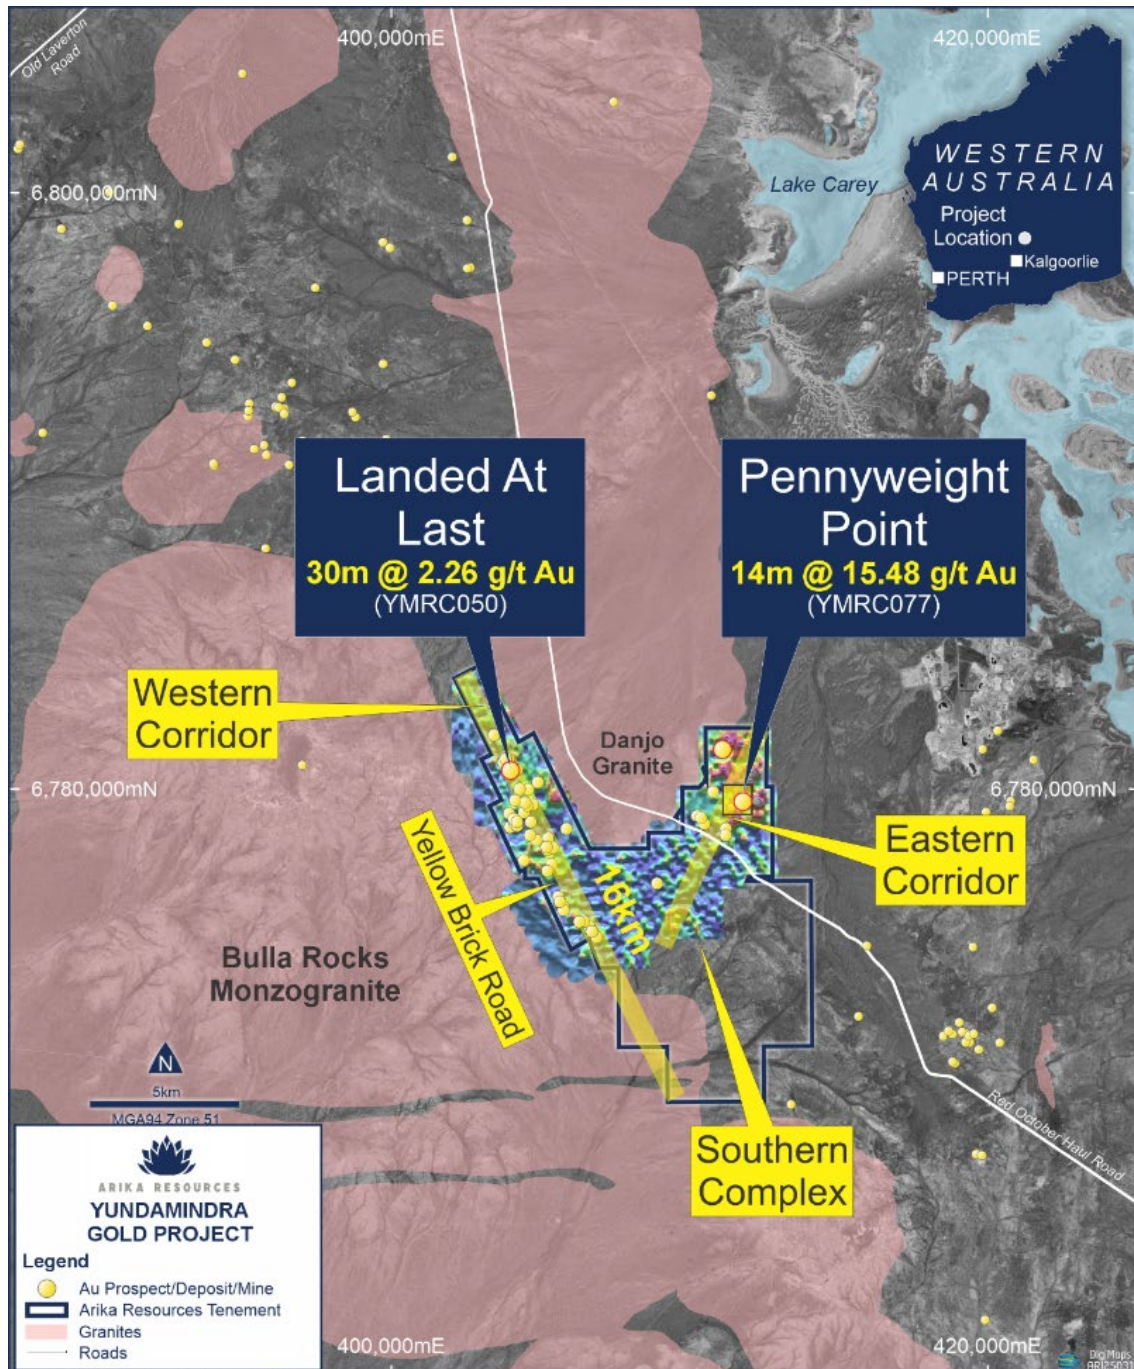 400,000mE
420,000mE
Old Laverton
Road
6,800,000mN
Lake Carey
WESTERN
AUSTRALIA
Project
Location
Kalgoorlie
PERTH
Landed At
Last
30m @ 2.26 g/t Au
(YMRC050)
Pennyweight
Point
14m @ 15.48 g/t Au
(YMRC077)
Western
Corridor
Danjo
Granite
6,780,000mN
6,780,000mN
Eastern
Corridor
Yellow Brick Road
16km
Bulla Rocks
Monzogranite
N
5km
MGA94 Zone 51
Red October Haul Road
Southern
Complex
ARIKA RESOURCES
YUNDAMINDRA
GOLD PROJECT
Legend
Au Prospect/Deposit/Mine
Arika Resources Tenement
Granites
Roads
400,000mE
420,000mE
Dig Maps